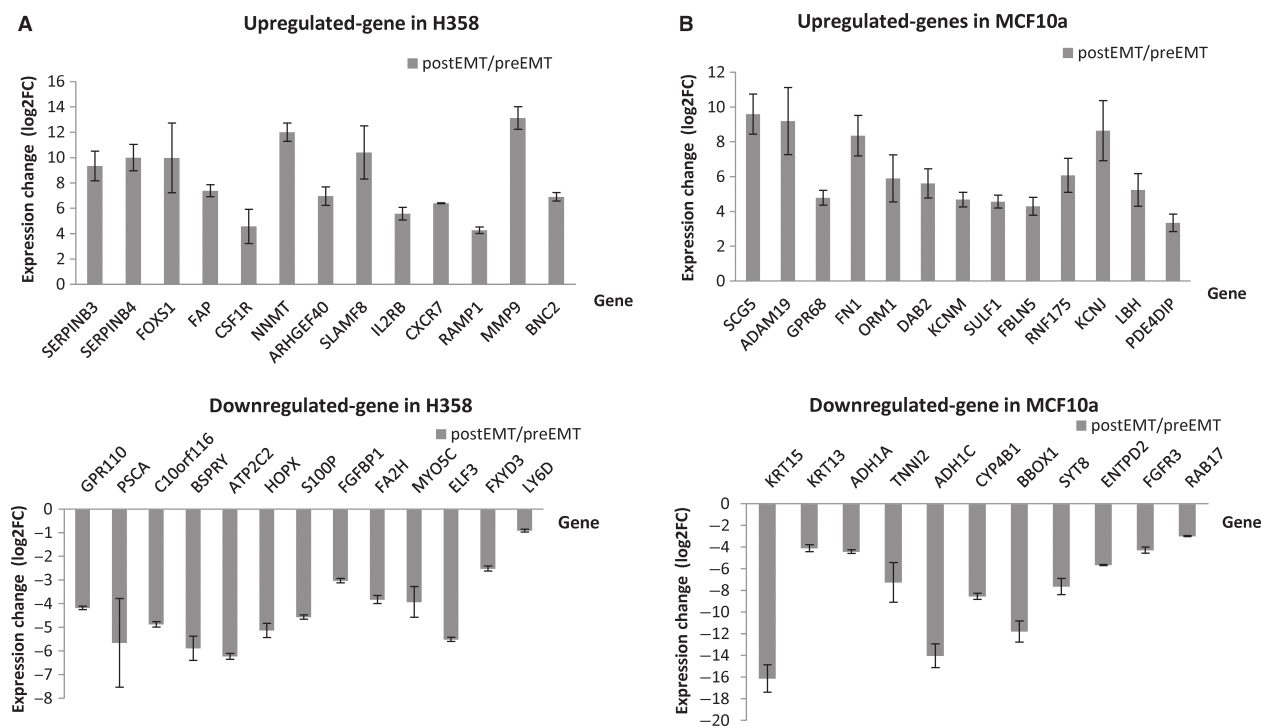 A
Upregulated-gene in H358
postEMT/preEMT
Expression change (log2FC)
16
14
12
10
8
6
4
2
0
SERPINB3
SERPINB4
FOXS1
FAP
CSF1R
NNMT
ARHGEF40
SLAMF8
IL2RB
CXCR7
RAMP1
MMP9
BNC2
Gene
B
Upregulated-genes in MCF10a
postEMT/preEMT
Expression change (log2FC)
12
10
8
6
4
2
0
SCG5
ADAM19
GPR68
FN1
ORM1
DAB2
KCNM
SULF1
FBLN5
RNF175
KCNJ
LBH
PDE4DIP
Gene
Downregulated-gene in H358
postEMT/preEMT
GPR110
PSCA
C10orf116
BSPRY
ATP2C2
HOPX
S100P
FGFBP1
FA2H
MYO5C
ELF3
FXYD3
LY6D
Gene
Expression change (log2FC)
0
−1
−2
−3
−4
−5
−6
−7
−8
Downregulated-gene in MCF10a
postEMT/preEMT
KRT15
KRT13
ADH1A
TNNI2
ADH1C
CYP4B1
BBOX1
SYT8
ENTPD2
FGFR3
RAB17
Gene
Expression change (log2FC)
0
−2
−4
−6
−8
−10
−12
−14
−16
−18
−20